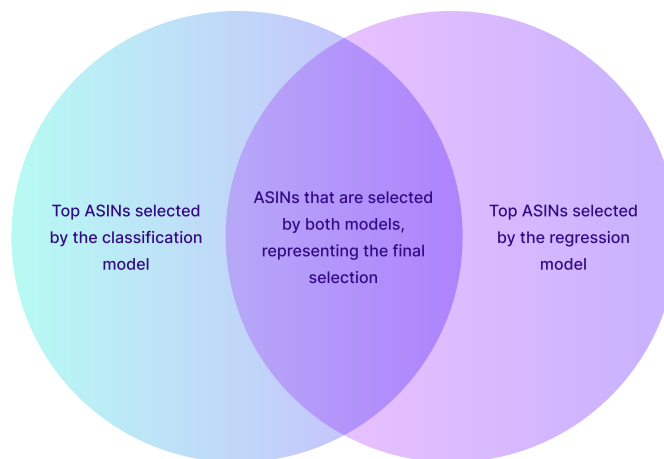 Top ASINs selected
by the classification
model
ASINs that are selected
by both models,
representing the final
selection
Top ASINs selected
by the regression
model